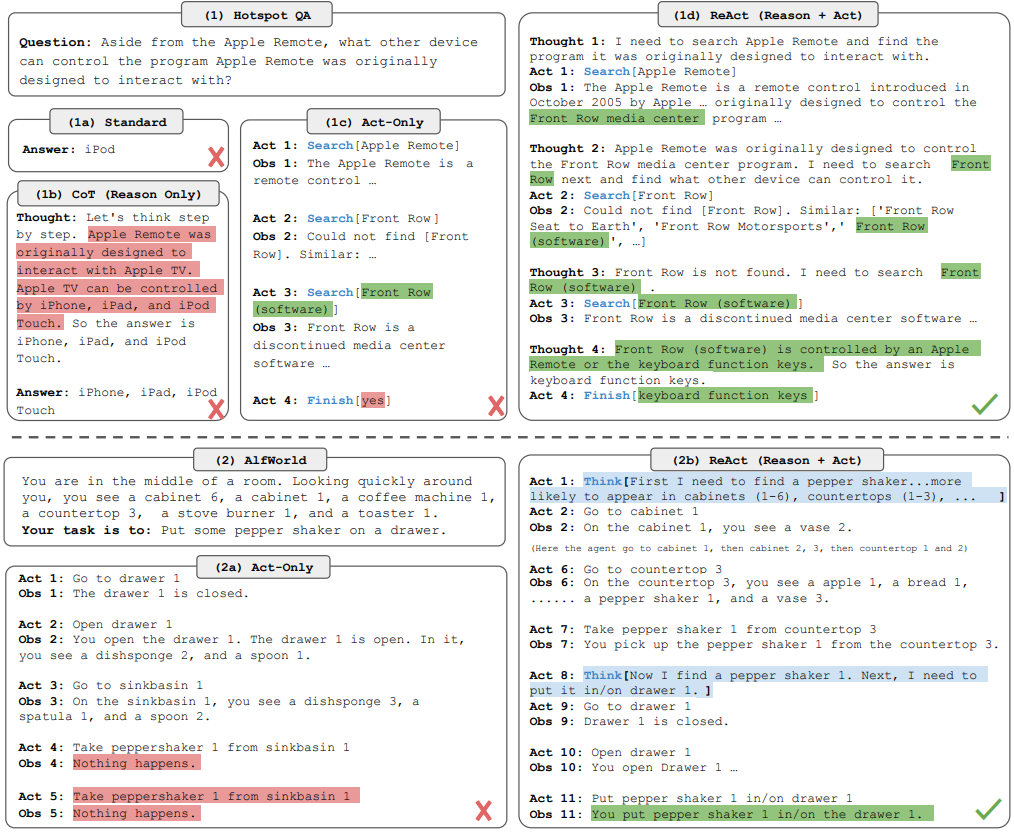 (1) Hotspot QA
Question: Aside from the Apple Remote, what other device
can control the program Apple Remote was originally
designed to interact with?
(1a) Standard
Answer: iPod
(1b) CoT (Reason Only)
Thought: Let's think step
by step. Apple Remote was
originally designed to
interact with Apple TV.
Apple TV can be controlled
by iPhone, iPad, and iPod
Touch. So the answer is
iPhone, iPad, and iPod
Touch.
Answer: iPhone, iPad, iPod
Touch
(1c) Act-Only
Act 1: Search[Apple Remote]
Obs 1: The Apple Remote is a
remote control …
Act 2: Search[Front Row]
Obs 2: Could not find [Front
Row]. Similar: …
Act 3: Search[Front Row
(software)]
Obs 3: Front Row is a
discontinued media center
software …
Act 4: Finish[yes]
(1d) ReAct (Reason + Act)
Thought 1: I need to search Apple Remote and find the
program it was originally designed to interact with.
Act 1: Search[Apple Remote]
Obs 1: The Apple Remote is a remote control introduced in
October 2005 by Apple … originally designed to control the
Front Row media center program …
Thought 2: Apple Remote was originally designed to control
the Front Row media center program. I need to search Front
Row next and find what other device can control it.
Act 2: Search[Front Row]
Obs 2: Could not find [Front Row]. Similar: ['Front Row
Seat to Earth', 'Front Row Motorsports',' Front Row
(software)', …]
Thought 3: Front Row is not found. I need to search Front
Row (software) .
Act 3: Search[Front Row (software)]
Obs 3: Front Row is a discontinued media center software …
Thought 4: Front Row (software) is controlled by an Apple
Remote or the keyboard function keys. So the answer is
keyboard function keys.
Act 4: Finish[keyboard function keys]
(2) AlfWorld
You are in the middle of a room. Looking quickly around
you, you see a cabinet 6, a cabinet 1, a coffee machine 1,
a countertop 3, a stove burner 1, and a toaster 1.
Your task is to: Put some pepper shaker on a drawer.
(2a) Act-Only
Act 1: Go to drawer 1
Obs 1: The drawer 1 is closed.
Act 2: Open drawer 1
Obs 2: You open the drawer 1. The drawer 1 is open. In it,
you see a dishsponge 2, and a spoon 1.
Act 3: Go to sinkbasin 1
Obs 3: On the sinkbasin 1, you see a dishsponge 3, a
spatula 1, and a spoon 2.
Act 4: Take peppershaker 1 from sinkbasin 1
Obs 4: Nothing happens.
Act 5: Take peppershaker 1 from sinkbasin 1
Obs 5: Nothing happens.
(2b) ReAct (Reason + Act)
Act 1: Think[First I need to find a pepper shaker...more
likely to appear in cabinets (1-6), countertops (1-3), ... ]
Act 2: Go to cabinet 1
Obs 2: On the cabinet 1, you see a vase 2.
(Here the agent go to cabinet 1, then cabinet 2, 3, then countertop 1 and 2)
Act 6: Go to countertop 3
Obs 6: On the countertop 3, you see a apple 1, a bread 1,
...... a pepper shaker 1, and a vase 3.
Act 7: Take pepper shaker 1 from countertop 3
Obs 7: You pick up the pepper shaker 1 from the countertop 3.
Act 8: Think[Now I find a pepper shaker 1. Next, I need to
put it in/on drawer 1. ]
Act 9: Go to drawer 1
Obs 9: Drawer 1 is closed.
Act 10: Open drawer 1
Obs 10: You open Drawer 1 …
Act 11: Put pepper shaker 1 in/on drawer 1
Obs 11: You put pepper shaker 1 in/on the drawer 1.